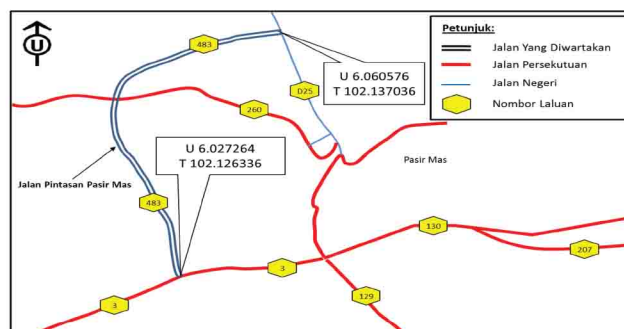 U
483
D25
260
U 6.060576
T 102.137036
U 6.027264
T 102.126336
Pasir Mas
Jalan Pintasan Pasir Mas
483
130
207
3
3
129
Petunjuk:
Jalan Yang Diwartakan
Jalan Persekutuan
Jalan Negeri
Nombor Laluan